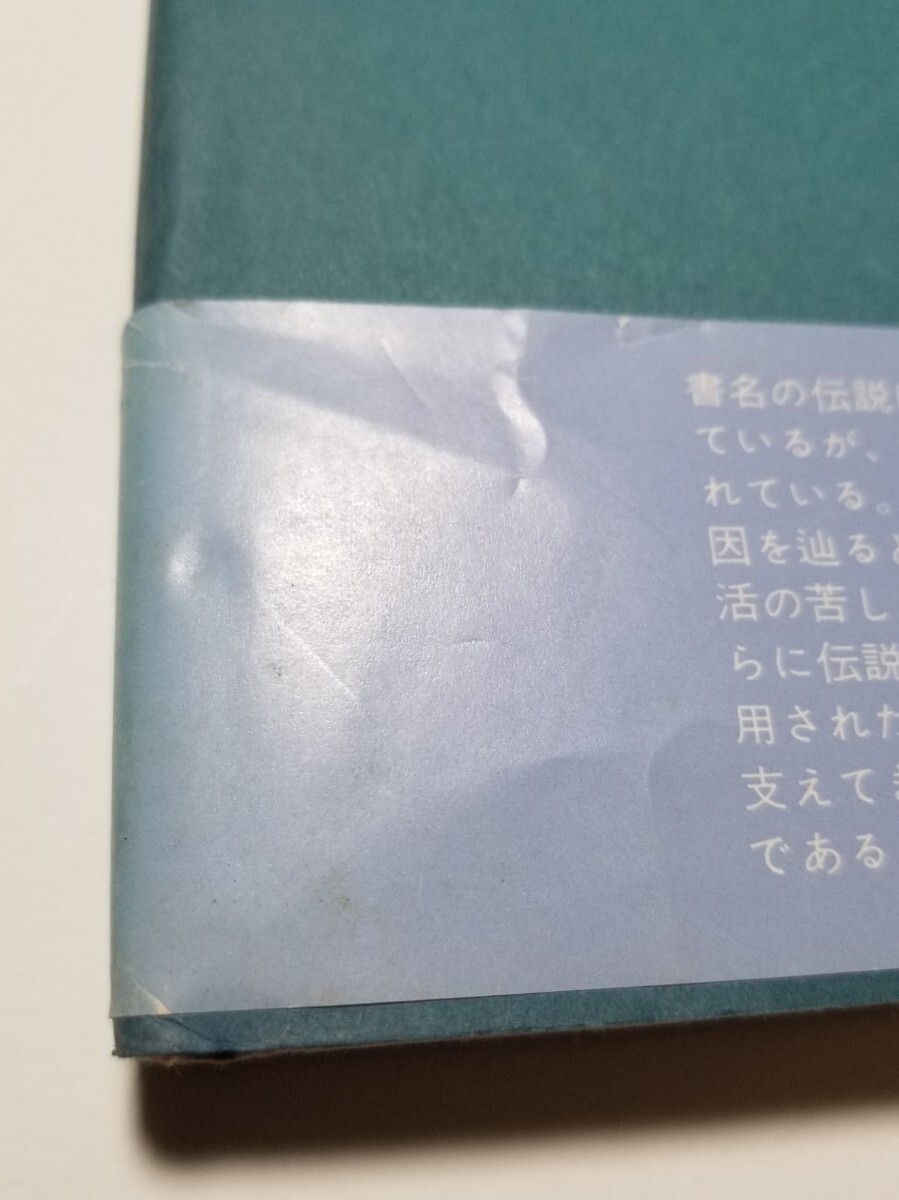 書名の伝説
ているが、
れている。
因を辿ると
活の苦し
らに伝説
用された
支えて
である